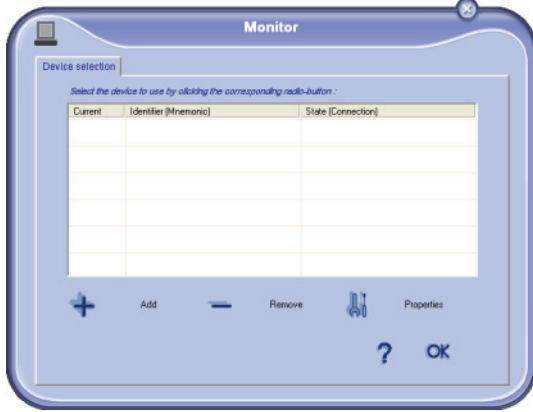 Monitor
Device selection
Select the device to use by clicking the corresponding radio-button :
Current Identifier (Mnemonic) State (Connection)
Add Remove Properties
? OK